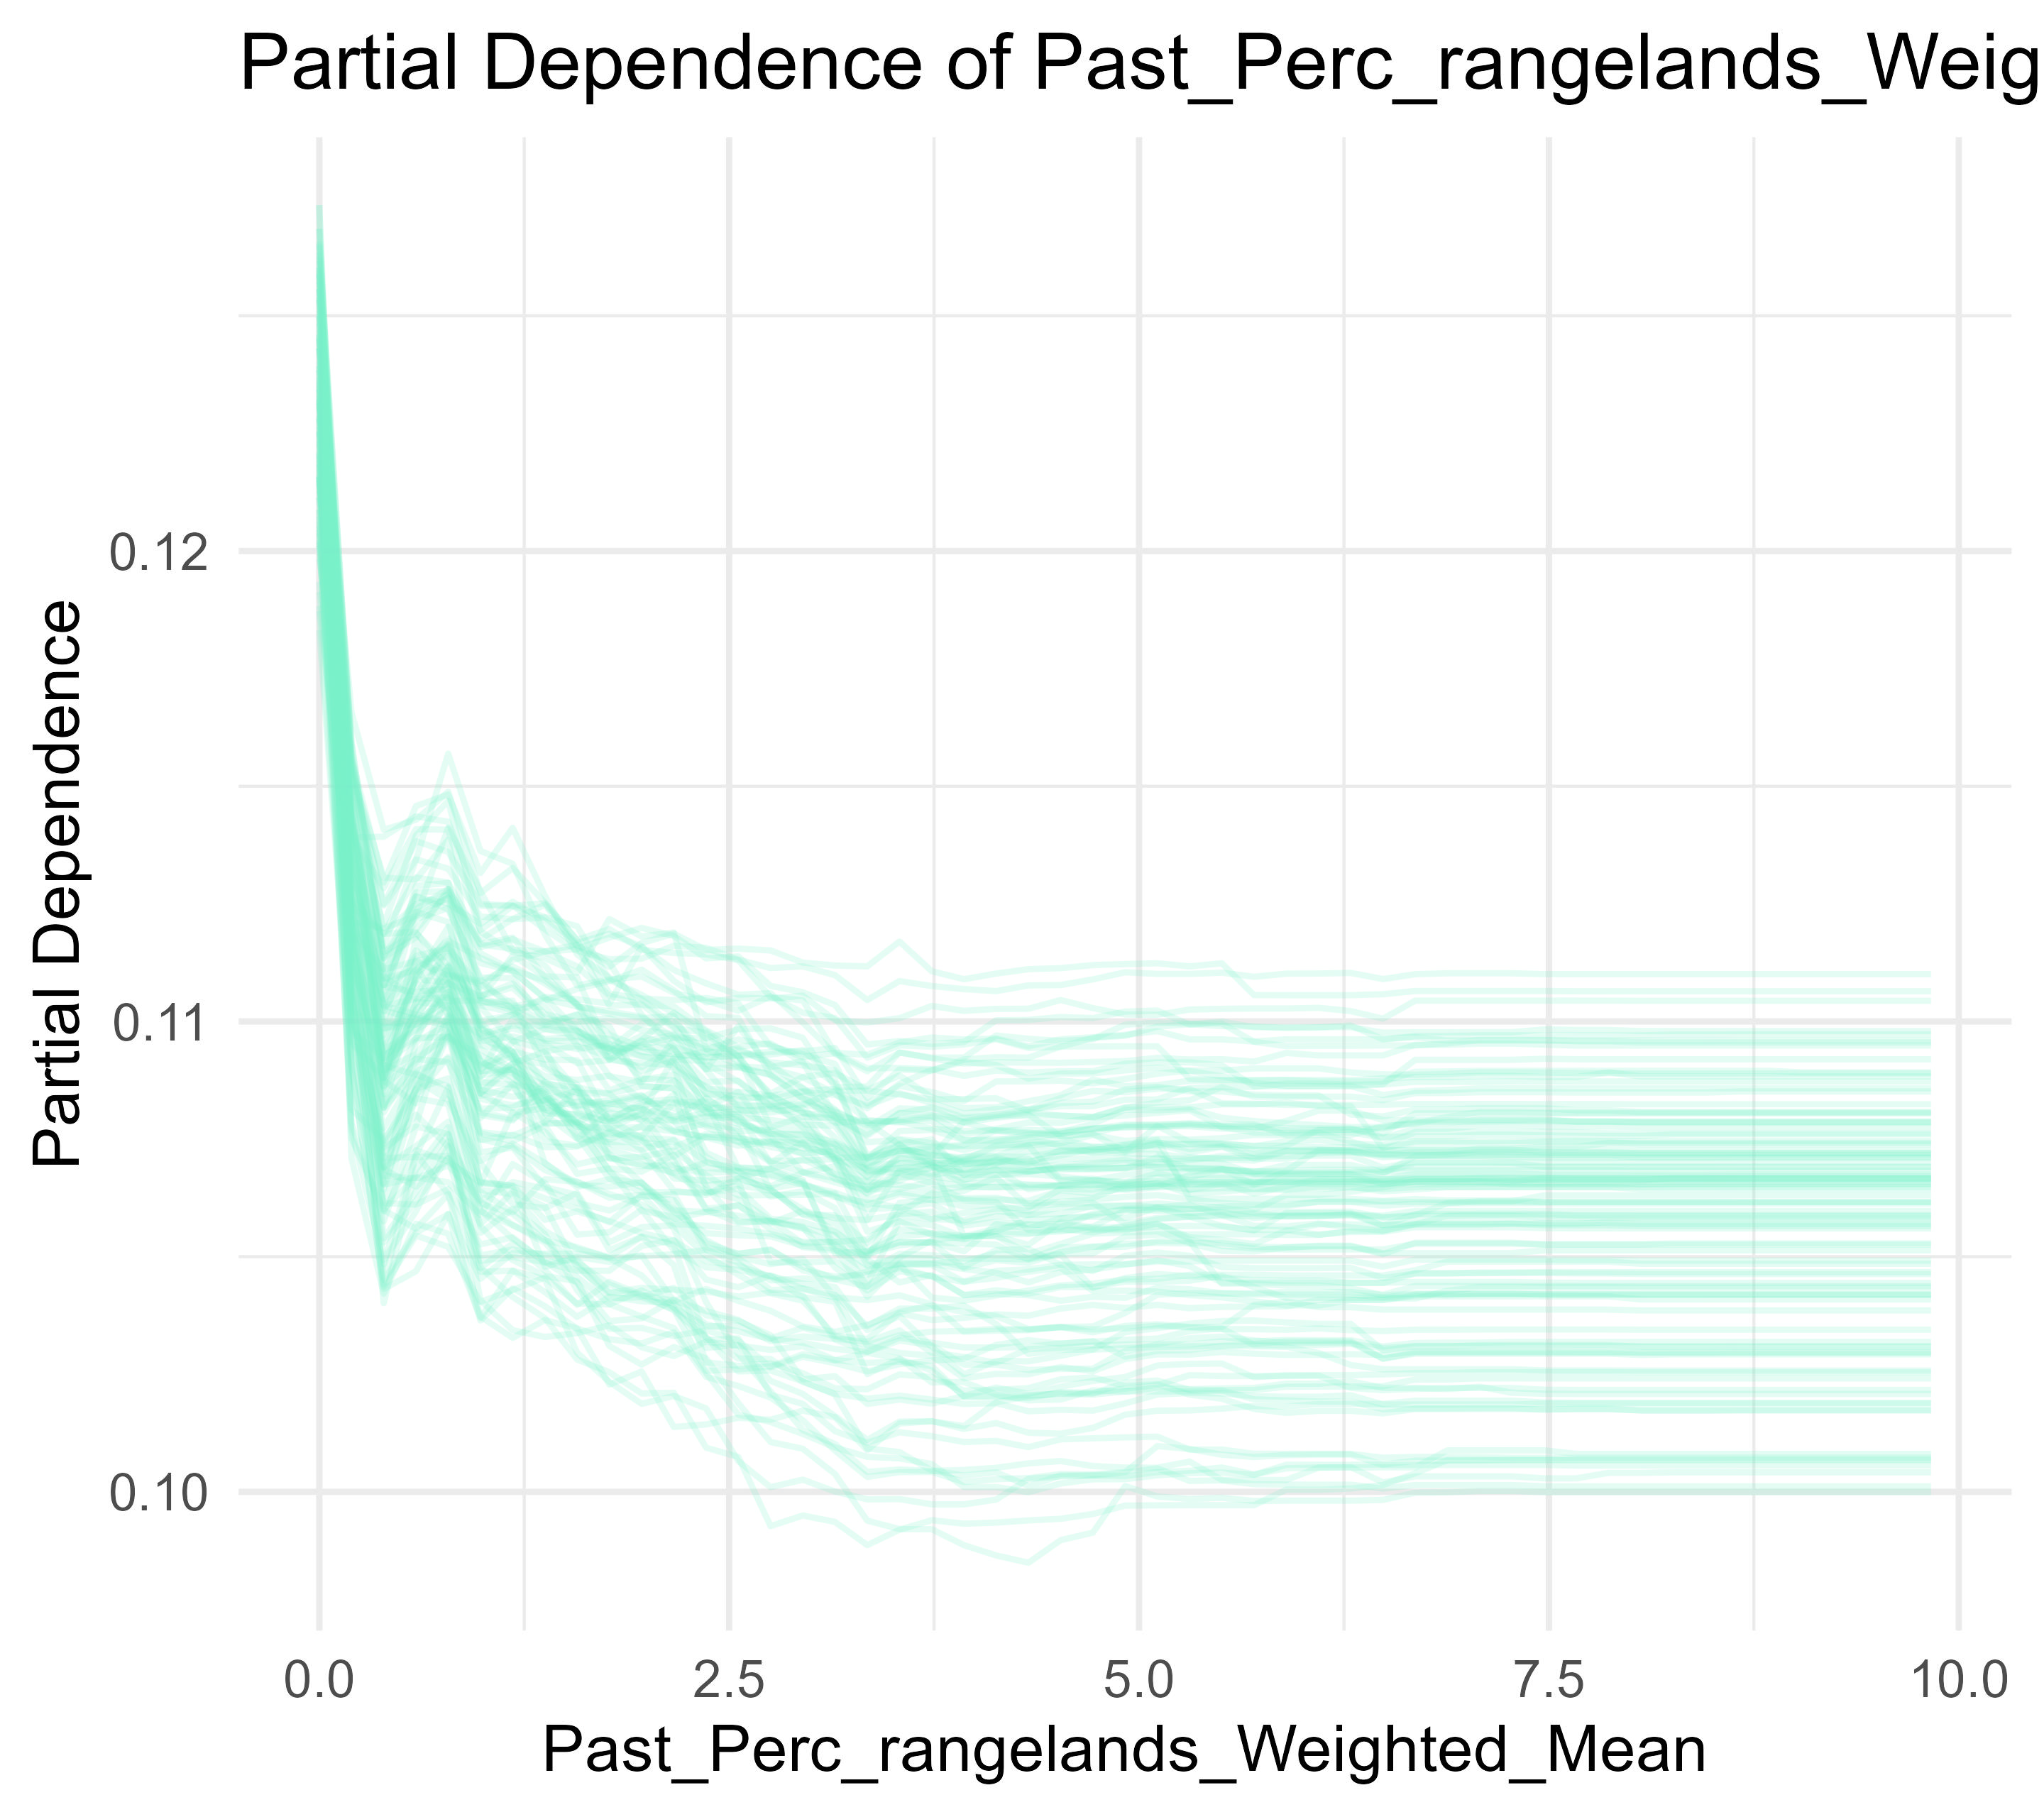 Partial Dependence of Past_Perc_rangelands_Weig
Partial Dependence
0.12
0.11
0.10
0.0 2.5 5.0 7.5 10.0
Past_Perc_rangelands_Weighted_Mean